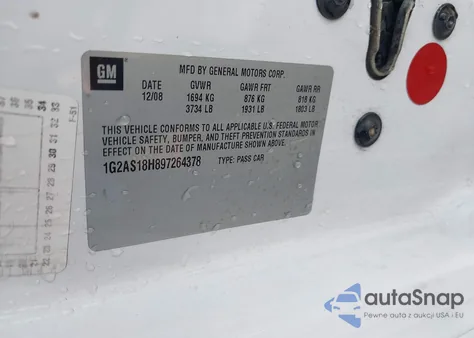 GM
MFD BY GENERAL MOTORS CORP.
DATE GVWR GAWR FRT GAWR RR
12/08 1694 KG 876 KG 818 KG
3734 LB 1931 LB 1803 LB
THIS VEHICLE CONFORMS TO ALL APPLICABLE U.S. FEDERAL MOTOR
VEHICLE SAFETY, BUMPER, AND THEFT PREVENTION STANDARDS
IN EFFECT ON THE DATE OF MANUFACTURE SHOWN ABOVE.
1G2AS18H897264378 TYPE: PASS CAR
autoSnap
Pewne auta z aukcji USA i EU